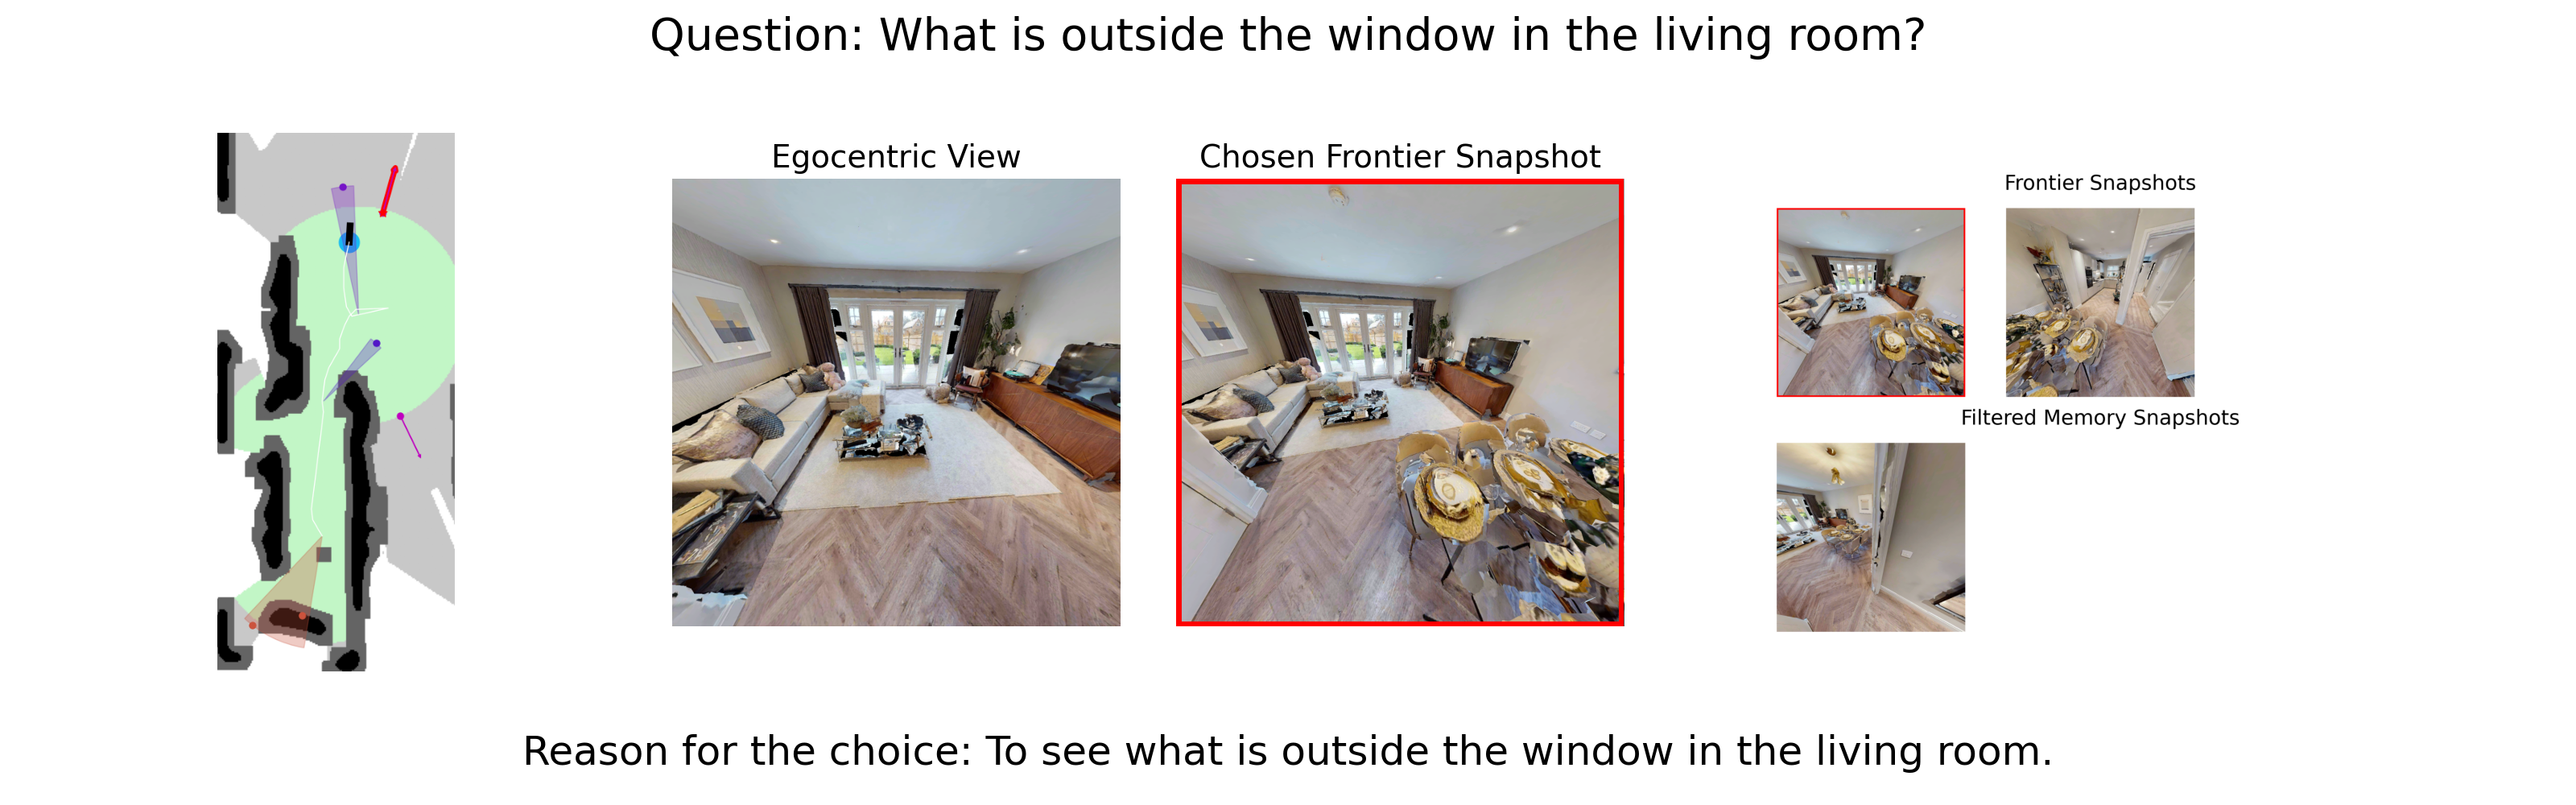 Question: What is outside the window in the living room?
Egocentric View
Chosen Frontier Snapshot
Frontier Snapshots
Filtered Memory Snapshots
Reason for the choice: To see what is outside the window in the living room.